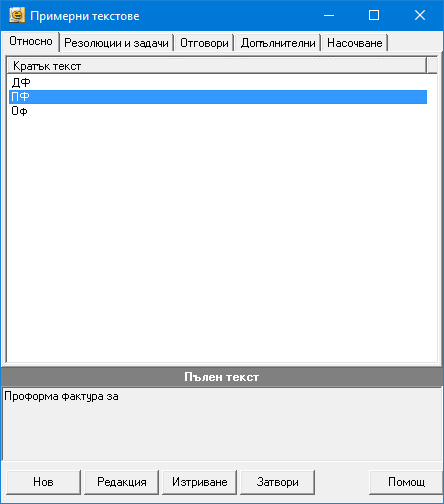 Примерни текстове
Относно Резолюции и задачи Отговори Допълнителни Насочване
Кратък текст
ДФ
ПФ
Оф
Пълен текст
Проформа фактура за
Нов Редакция Изтриване Затвори Помощ